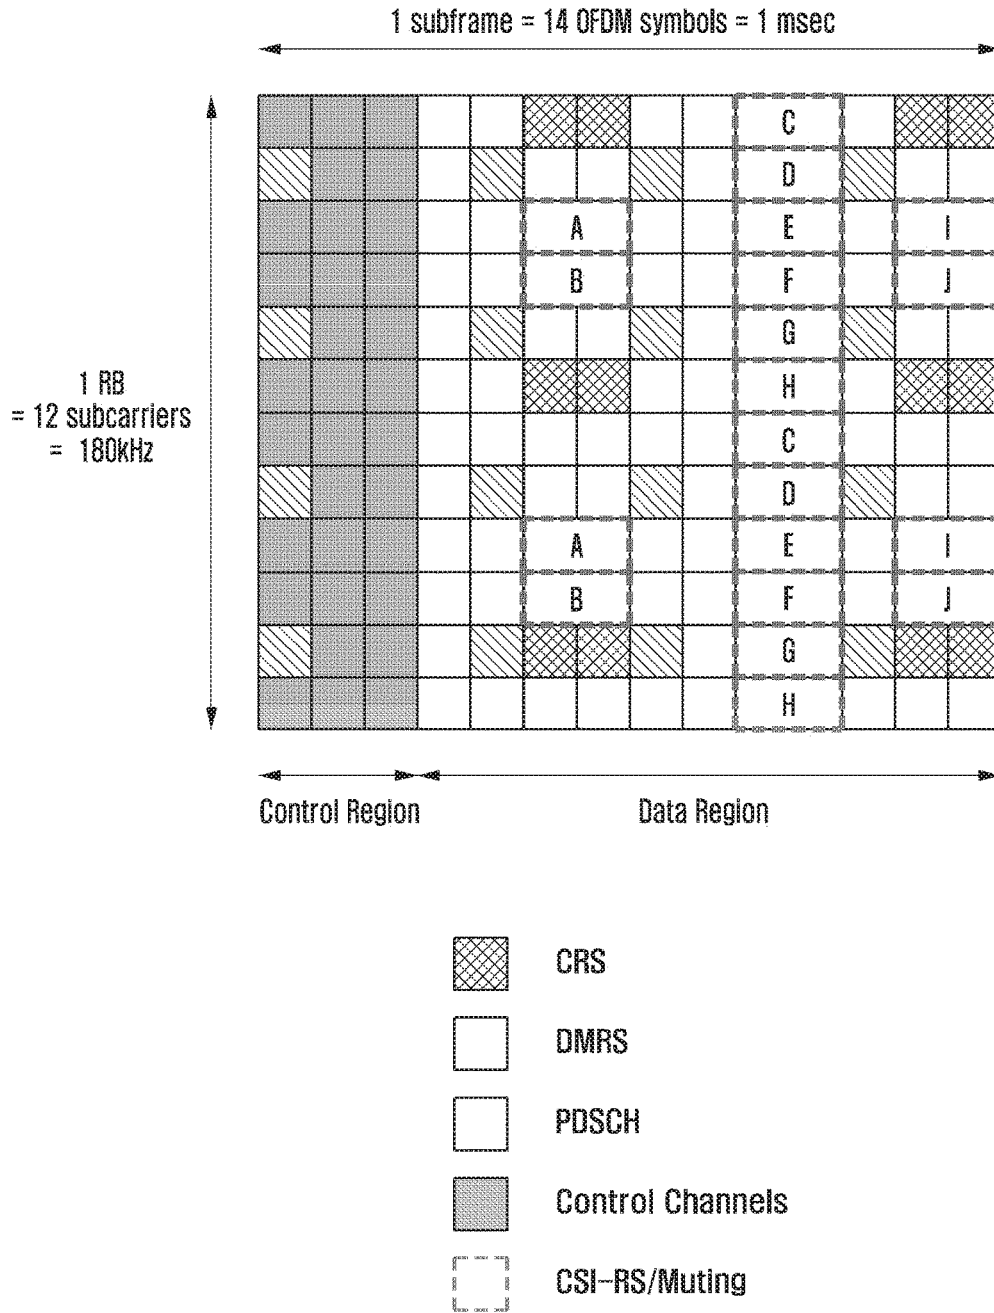 1 subframe = 14 OFDM symbols = 1 msec
C
D
A E I
B F J
G
1 RB
= 12 subcarriers
= 180kHz
H
C
D
A E I
B F J
G
H
Control Region Data Region
CRS
DMRS
PDSCH
Control Channels
CSI-RS/Muting